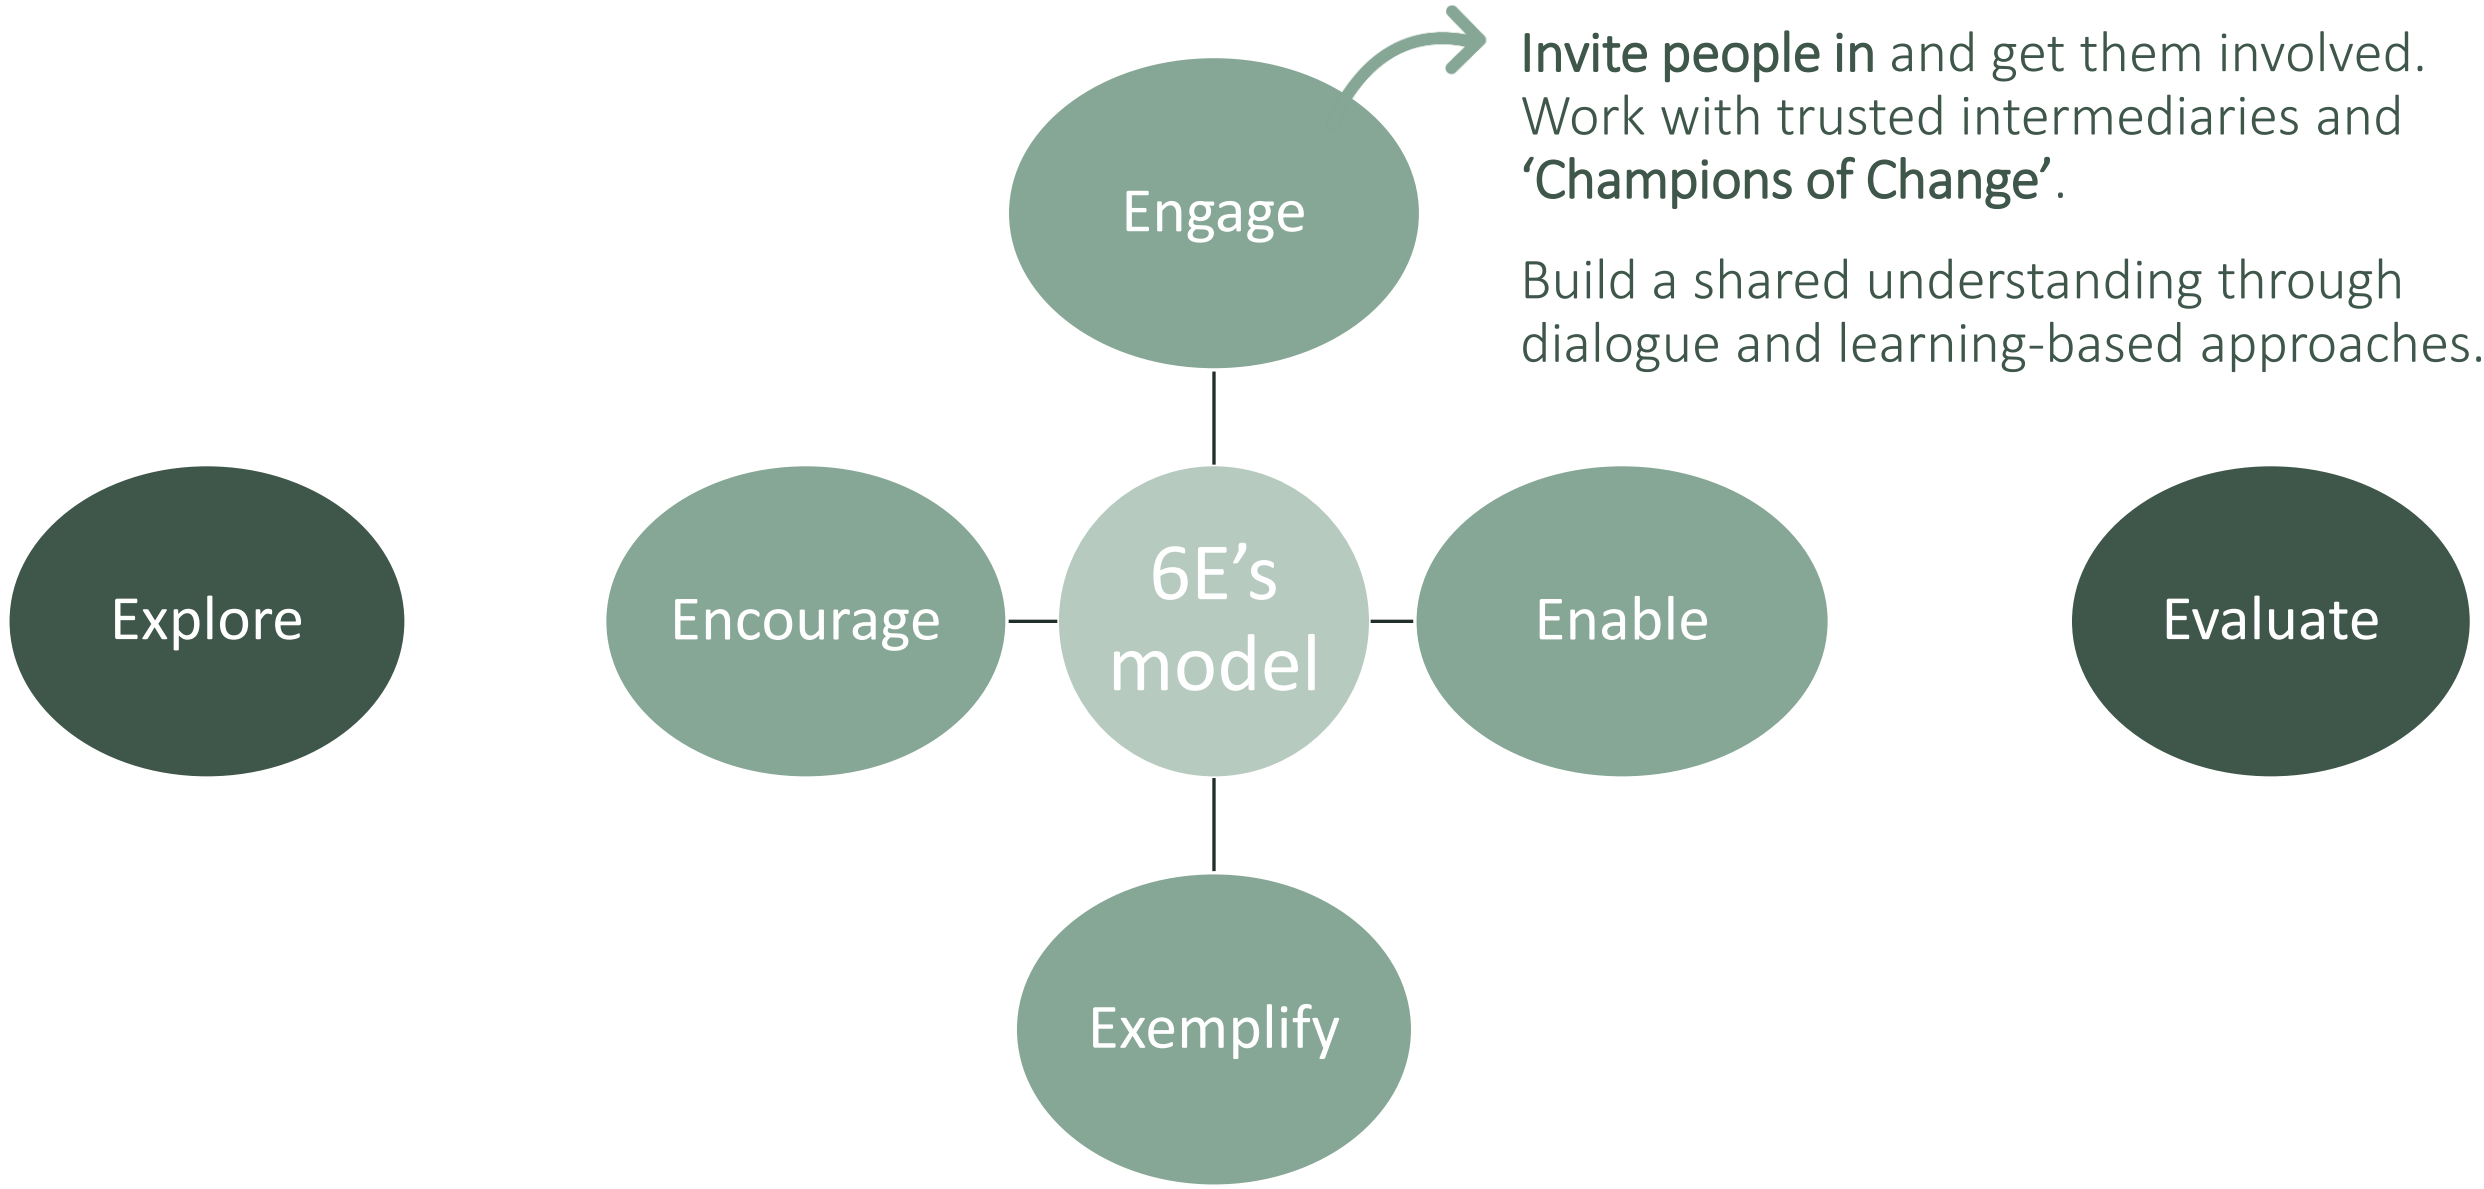 Invite people in and get them involved.
Work with trusted intermediaries and
‘Champions of Change’.
Build a shared understanding through
dialogue and learning-based approaches.
Engage
Explore
Encourage
6E’s
model
Enable
Evaluate
Exemplify